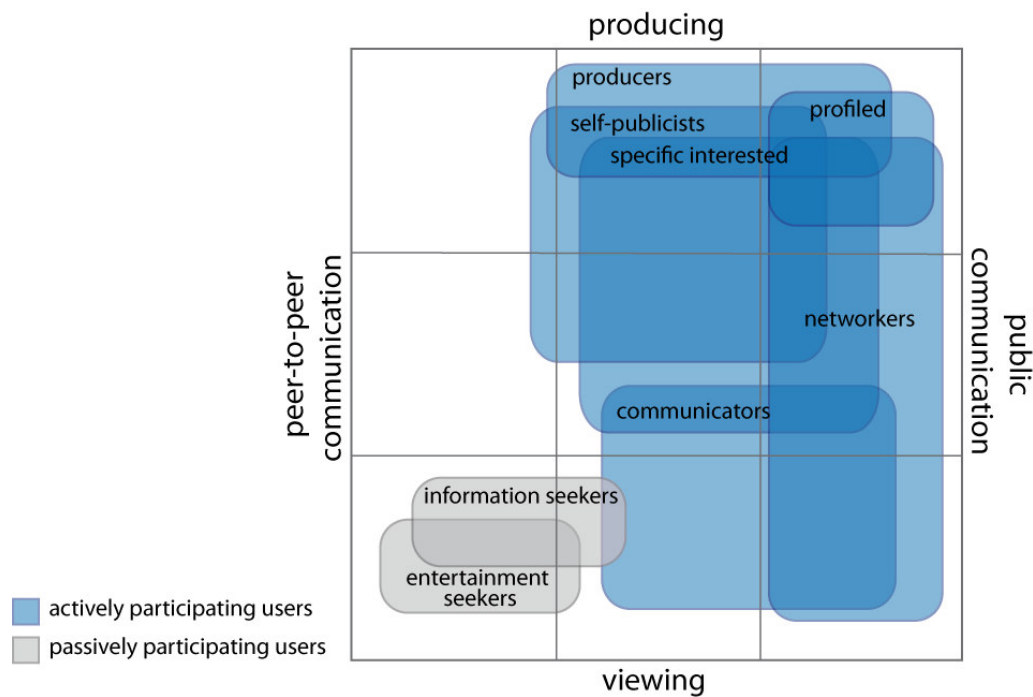 producing
producers
profiled
self-publicists
specific interested
peer-to-peer
communication
communication
public
networkers
communicators
information seekers
entertainment
seekers
actively participating users
passively participating users
viewing